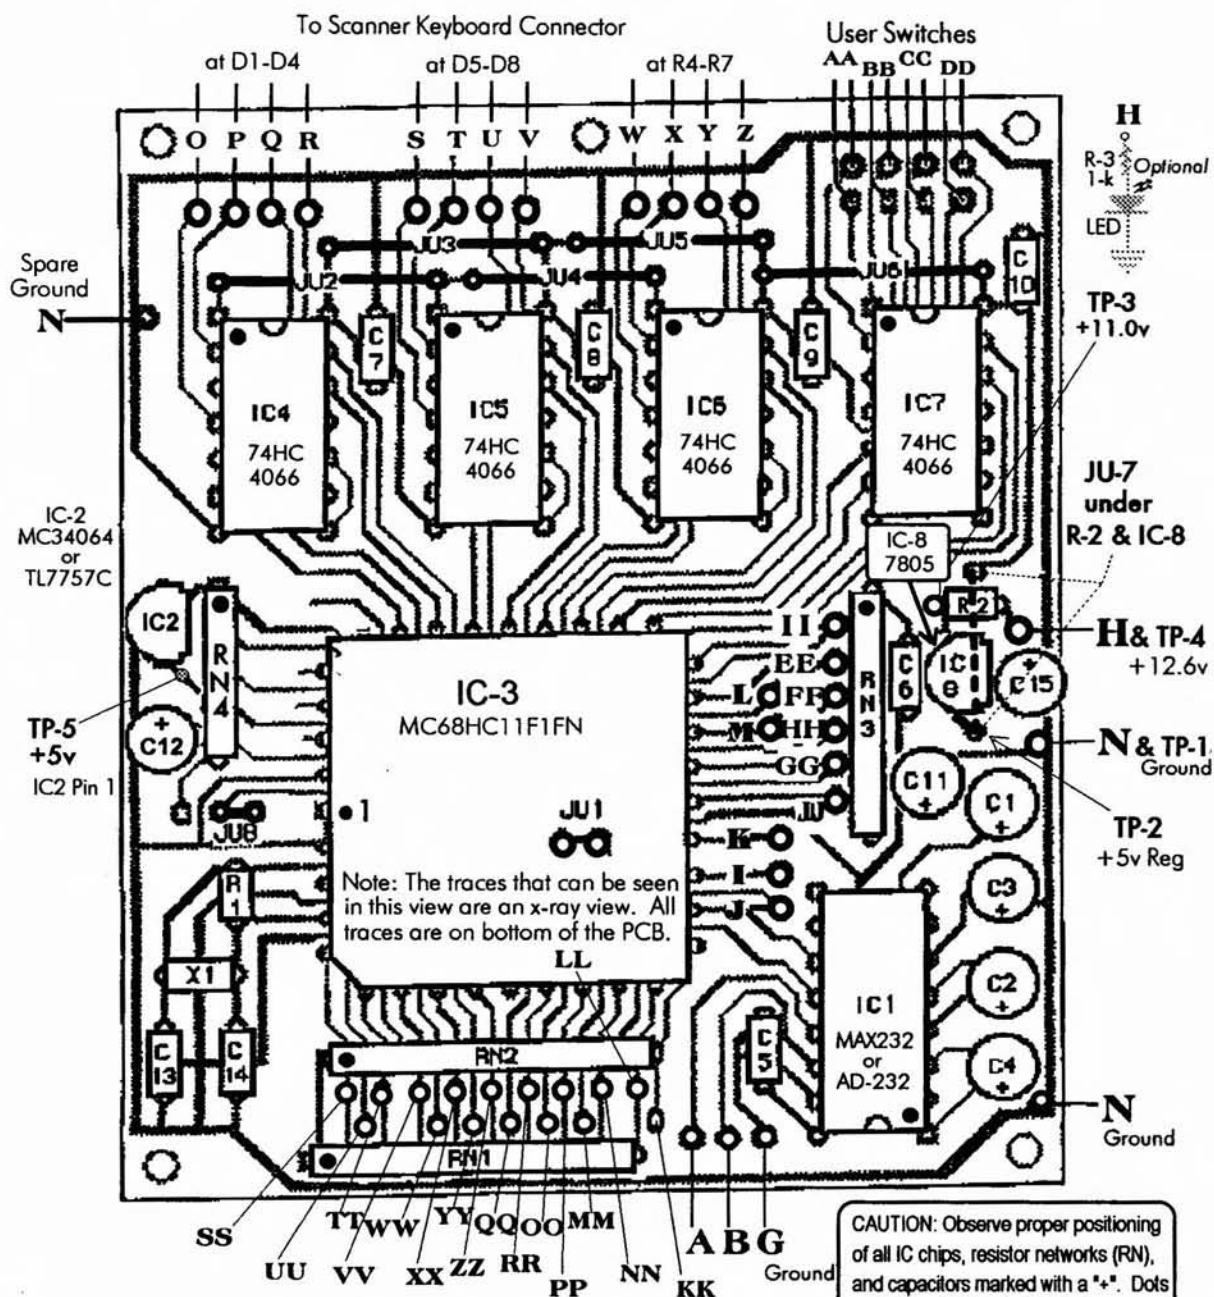 To Scanner Keyboard Connector
User Switches
at D1-D4
at D5-D8
at R4-R7
AA BB CC DD
O P Q R
S T U V
W X Y Z
H
R-3
1-k
Optional
LED
JU3
JU5
JU2
JU4
JU6
C
10
Spare
Ground
N
TP-3
+11.0v
C
7
C
8
C
9
IC4
74HC
4066
IC5
74HC
4066
IC6
74HC
4066
IC7
74HC
4066
JU-7
under
R-2 & IC-8
IC-2
MC34064
or
TL7757C
IC-8
7805
IC2
RN4
R-2
H & TP-4
+12.6v
IC-3
MC68HC11F1FN
II
EE
L FF
M HH
GG
JJ
RN3
C
6
IC
8
+
C15
TP-5
+5v
IC2 Pin 1
+
C12
N & TP-1
Ground
C11
+
C1
+
TP-2
+5v Reg
JU8
1
JU1
K
I
J
R
1
C3
+
Note: The traces that can be seen
in this view are an x-ray view. All
traces are on bottom of the PCB.
LL
X1
IC1
MAX232
or
AD-232
C2
+
C
13
C
14
RN2
C
5
C4
+
N
Ground
RN1
SS
UU
TT
VV
WW
XX
YY
ZZ
QQ
RR
OO
PP
MM
NN
KK
A B G
Ground
CAUTION: Observe proper positioning
of all IC chips, resistor networks (RN),
and capacitors marked with a "+". Dots